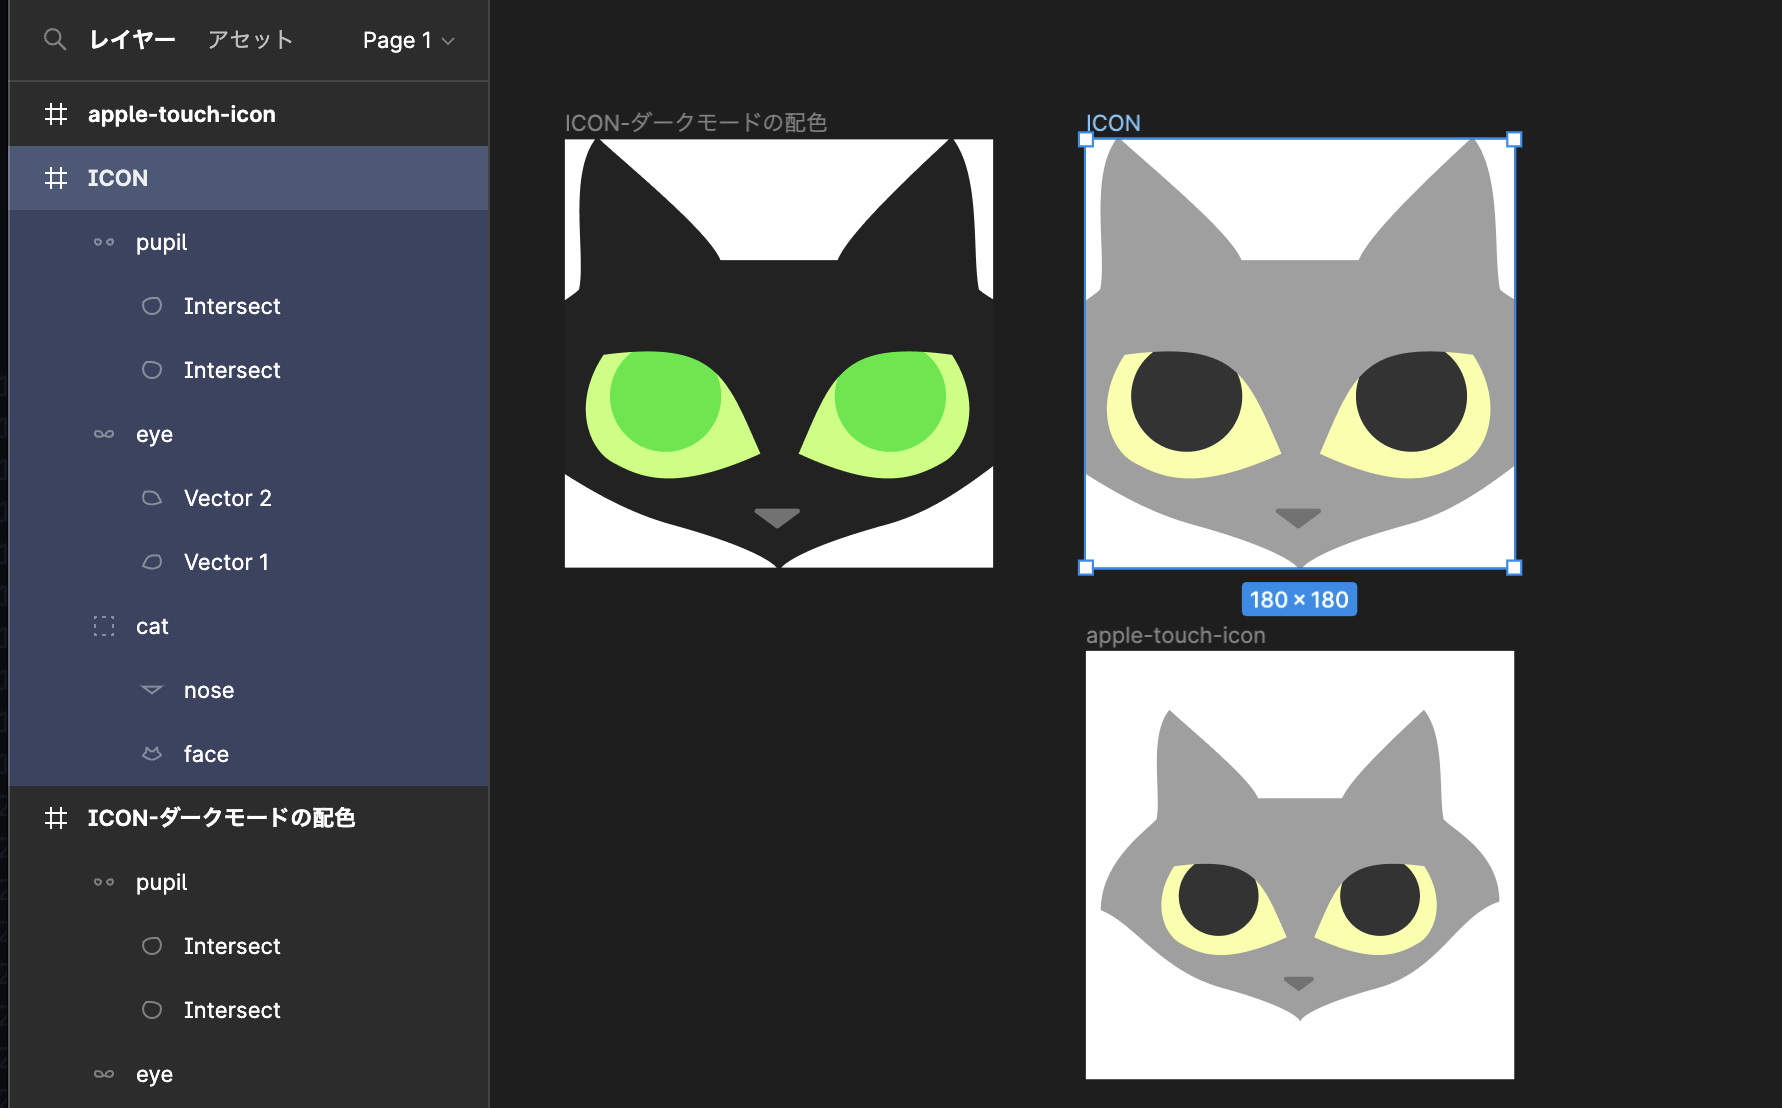 レイヤー アセット Page 1
apple-touch-icon
ICON
pupil
Intersect
Intersect
eye
Vector 2
Vector 1
cat
nose
face
ICON-ダークモードの配色
pupil
Intersect
Intersect
eye
ICON-ダークモードの配色
ICON
180 × 180
apple-touch-icon